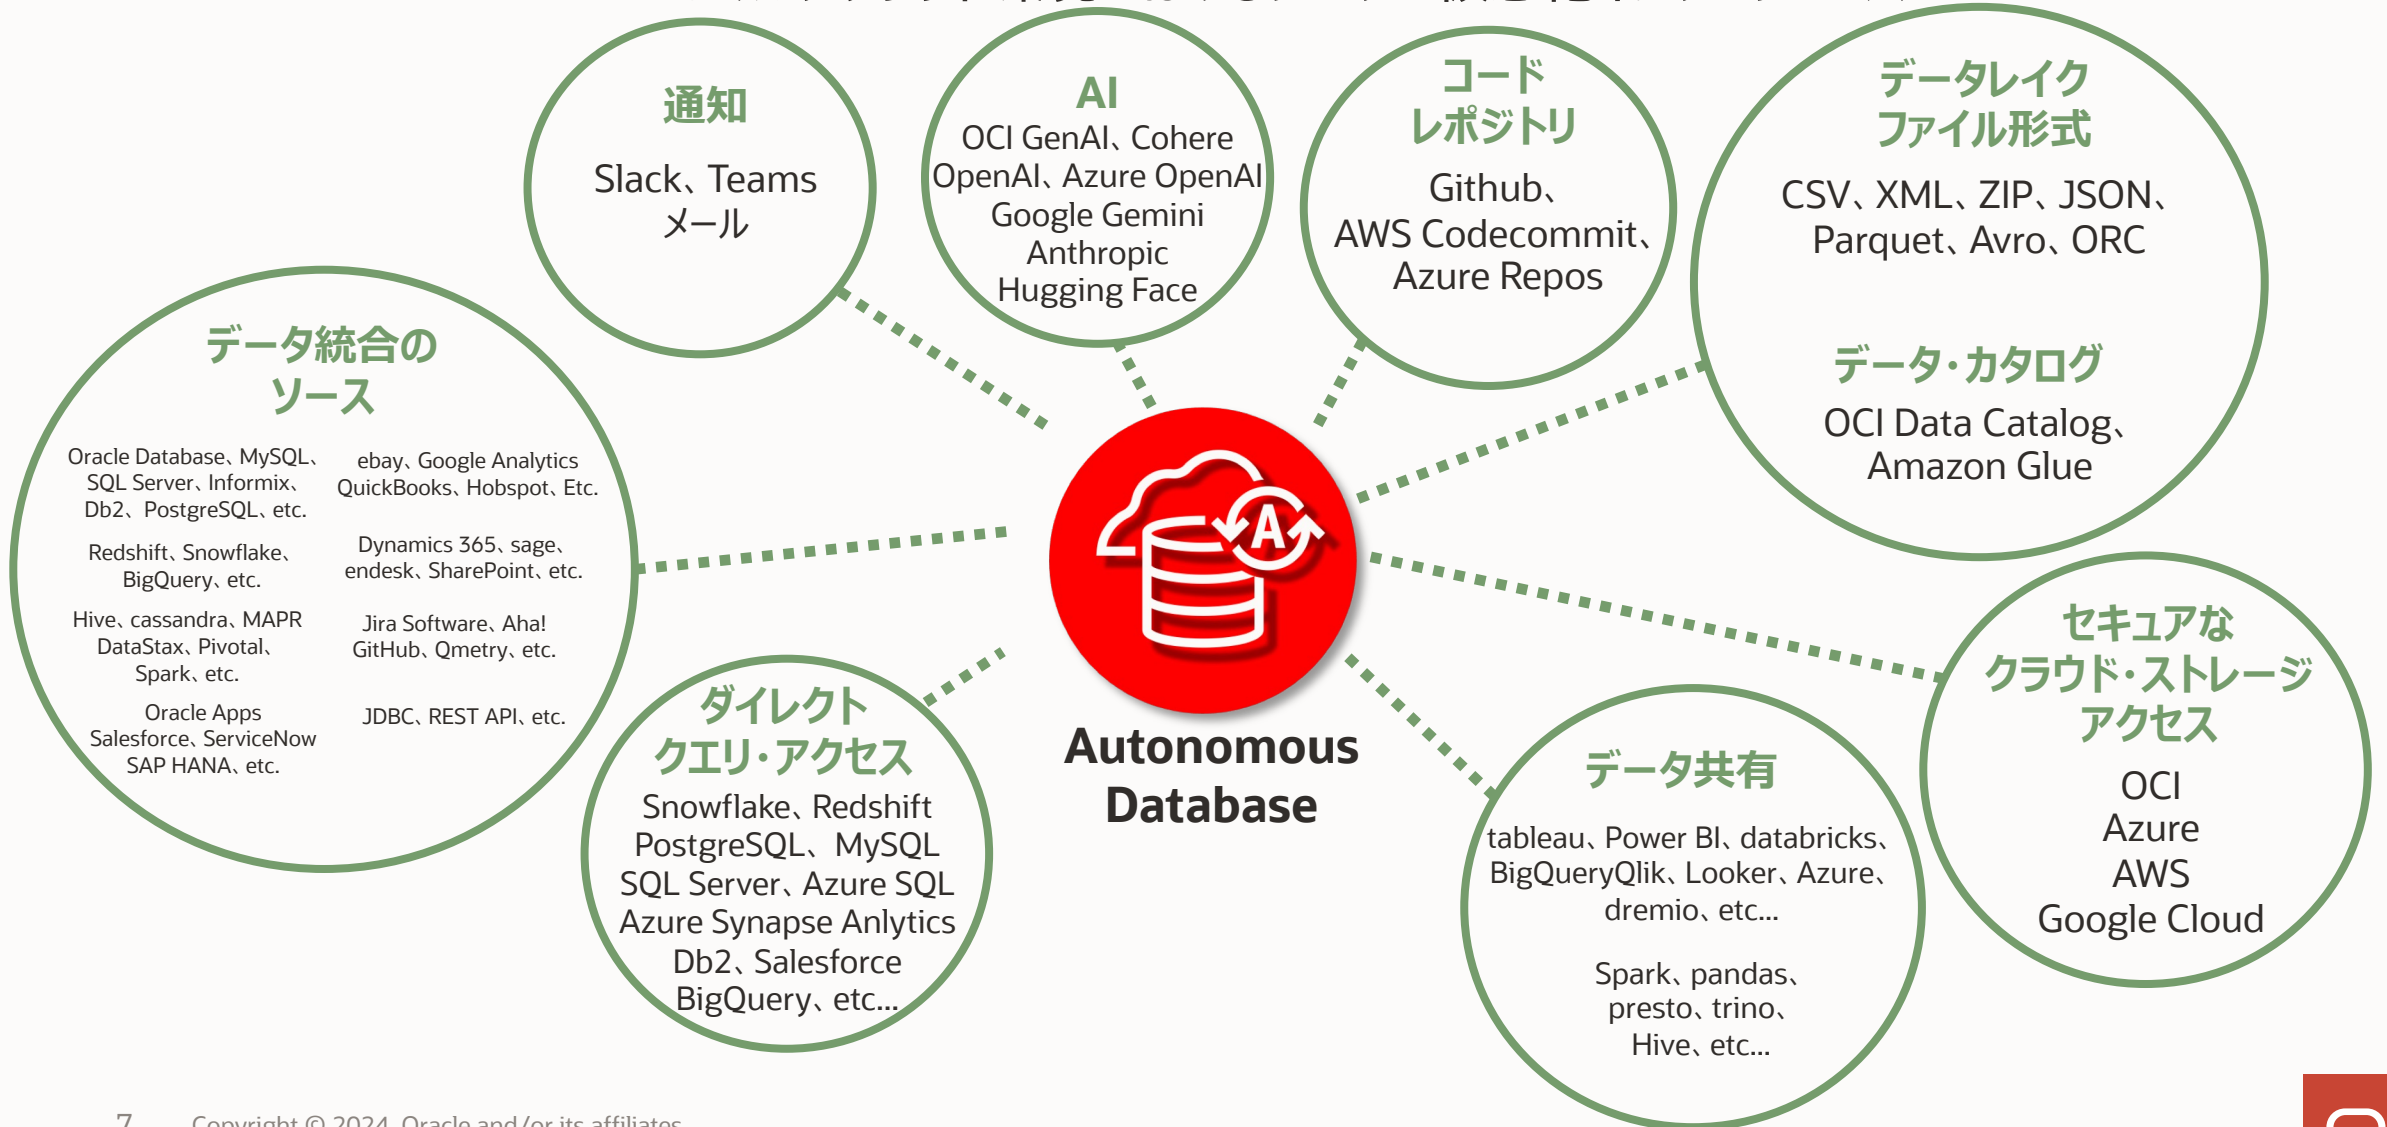 通知
Slack、Teams
メール
AI
OCI GenAI、Cohere
OpenAI、Azure OpenAI
Google Gemini
Anthropic
Hugging Face
コード
レポジトリ
Github、
AWS Codecommit、
Azure Repos
データレイク
ファイル形式
CSV、XML、ZIP、JSON、
Parquet、Avro、ORC
データ・カタログ
OCI Data Catalog、
Amazon Glue
データ統合の
ソース
Oracle Database、MySQL、
SQL Server、Informix、
Db2、PostgreSQL、etc.
Redshift、Snowflake、
BigQuery、etc.
Hive、cassandra、MAPR
DataStax、Pivotal、
Spark、etc.
Oracle Apps
Salesforce、ServiceNow
SAP HANA、etc.
ebay、Google Analytics
QuickBooks、Hobspot、Etc.
Dynamics 365、sage、
endesk、SharePoint、etc.
Jira Software、Aha!
GitHub、Qmetry、etc.
JDBC、REST API、etc.
A
Autonomous
Database
ダイレクト
クエリ・アクセス
Snowflake、Redshift
PostgreSQL、MySQL
SQL Server、Azure SQL
Azure Synapse Anlytics
Db2、Salesforce
BigQuery、etc...
データ共有
tableau、Power BI、databricks、
BigQueryQlik、Looker、Azure、
dremio、etc...
Spark、pandas、
presto、trino、
Hive、etc...
セキュアな
クラウド・ストレージ
アクセス
OCI
Azure
AWS
Google Cloud
7
Copyright © 2024, Oracle and/or its affiliates